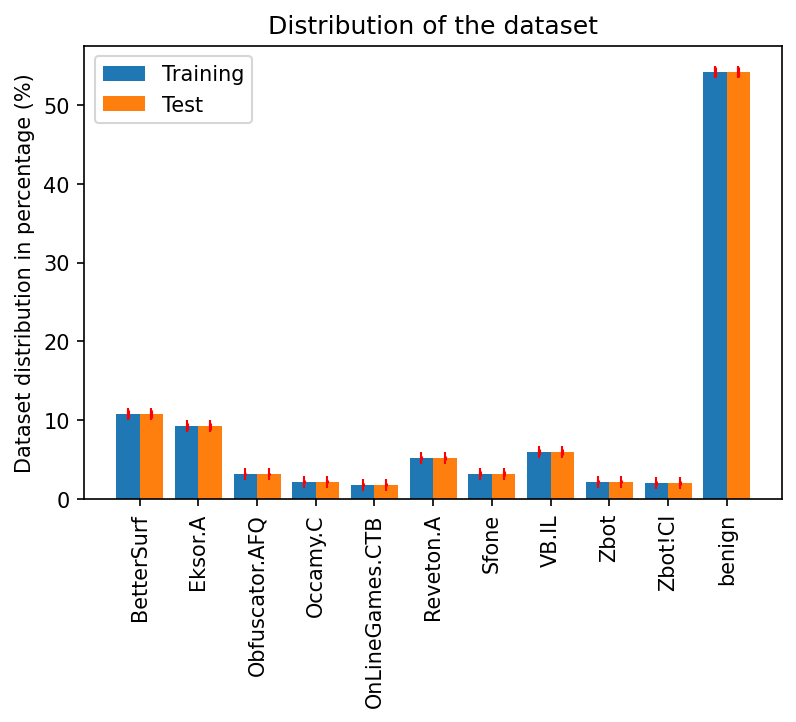 Distribution of the dataset
Training
Test
Dataset distribution in percentage (%)
50
40
30
20
10
0
BetterSurf
Eksor.A
Obfuscator.AFQ
Occamy.C
OnLineGames.CTB
Reveton.A
Sfone
VB.IL
Zbot
Zbot!CI
benign